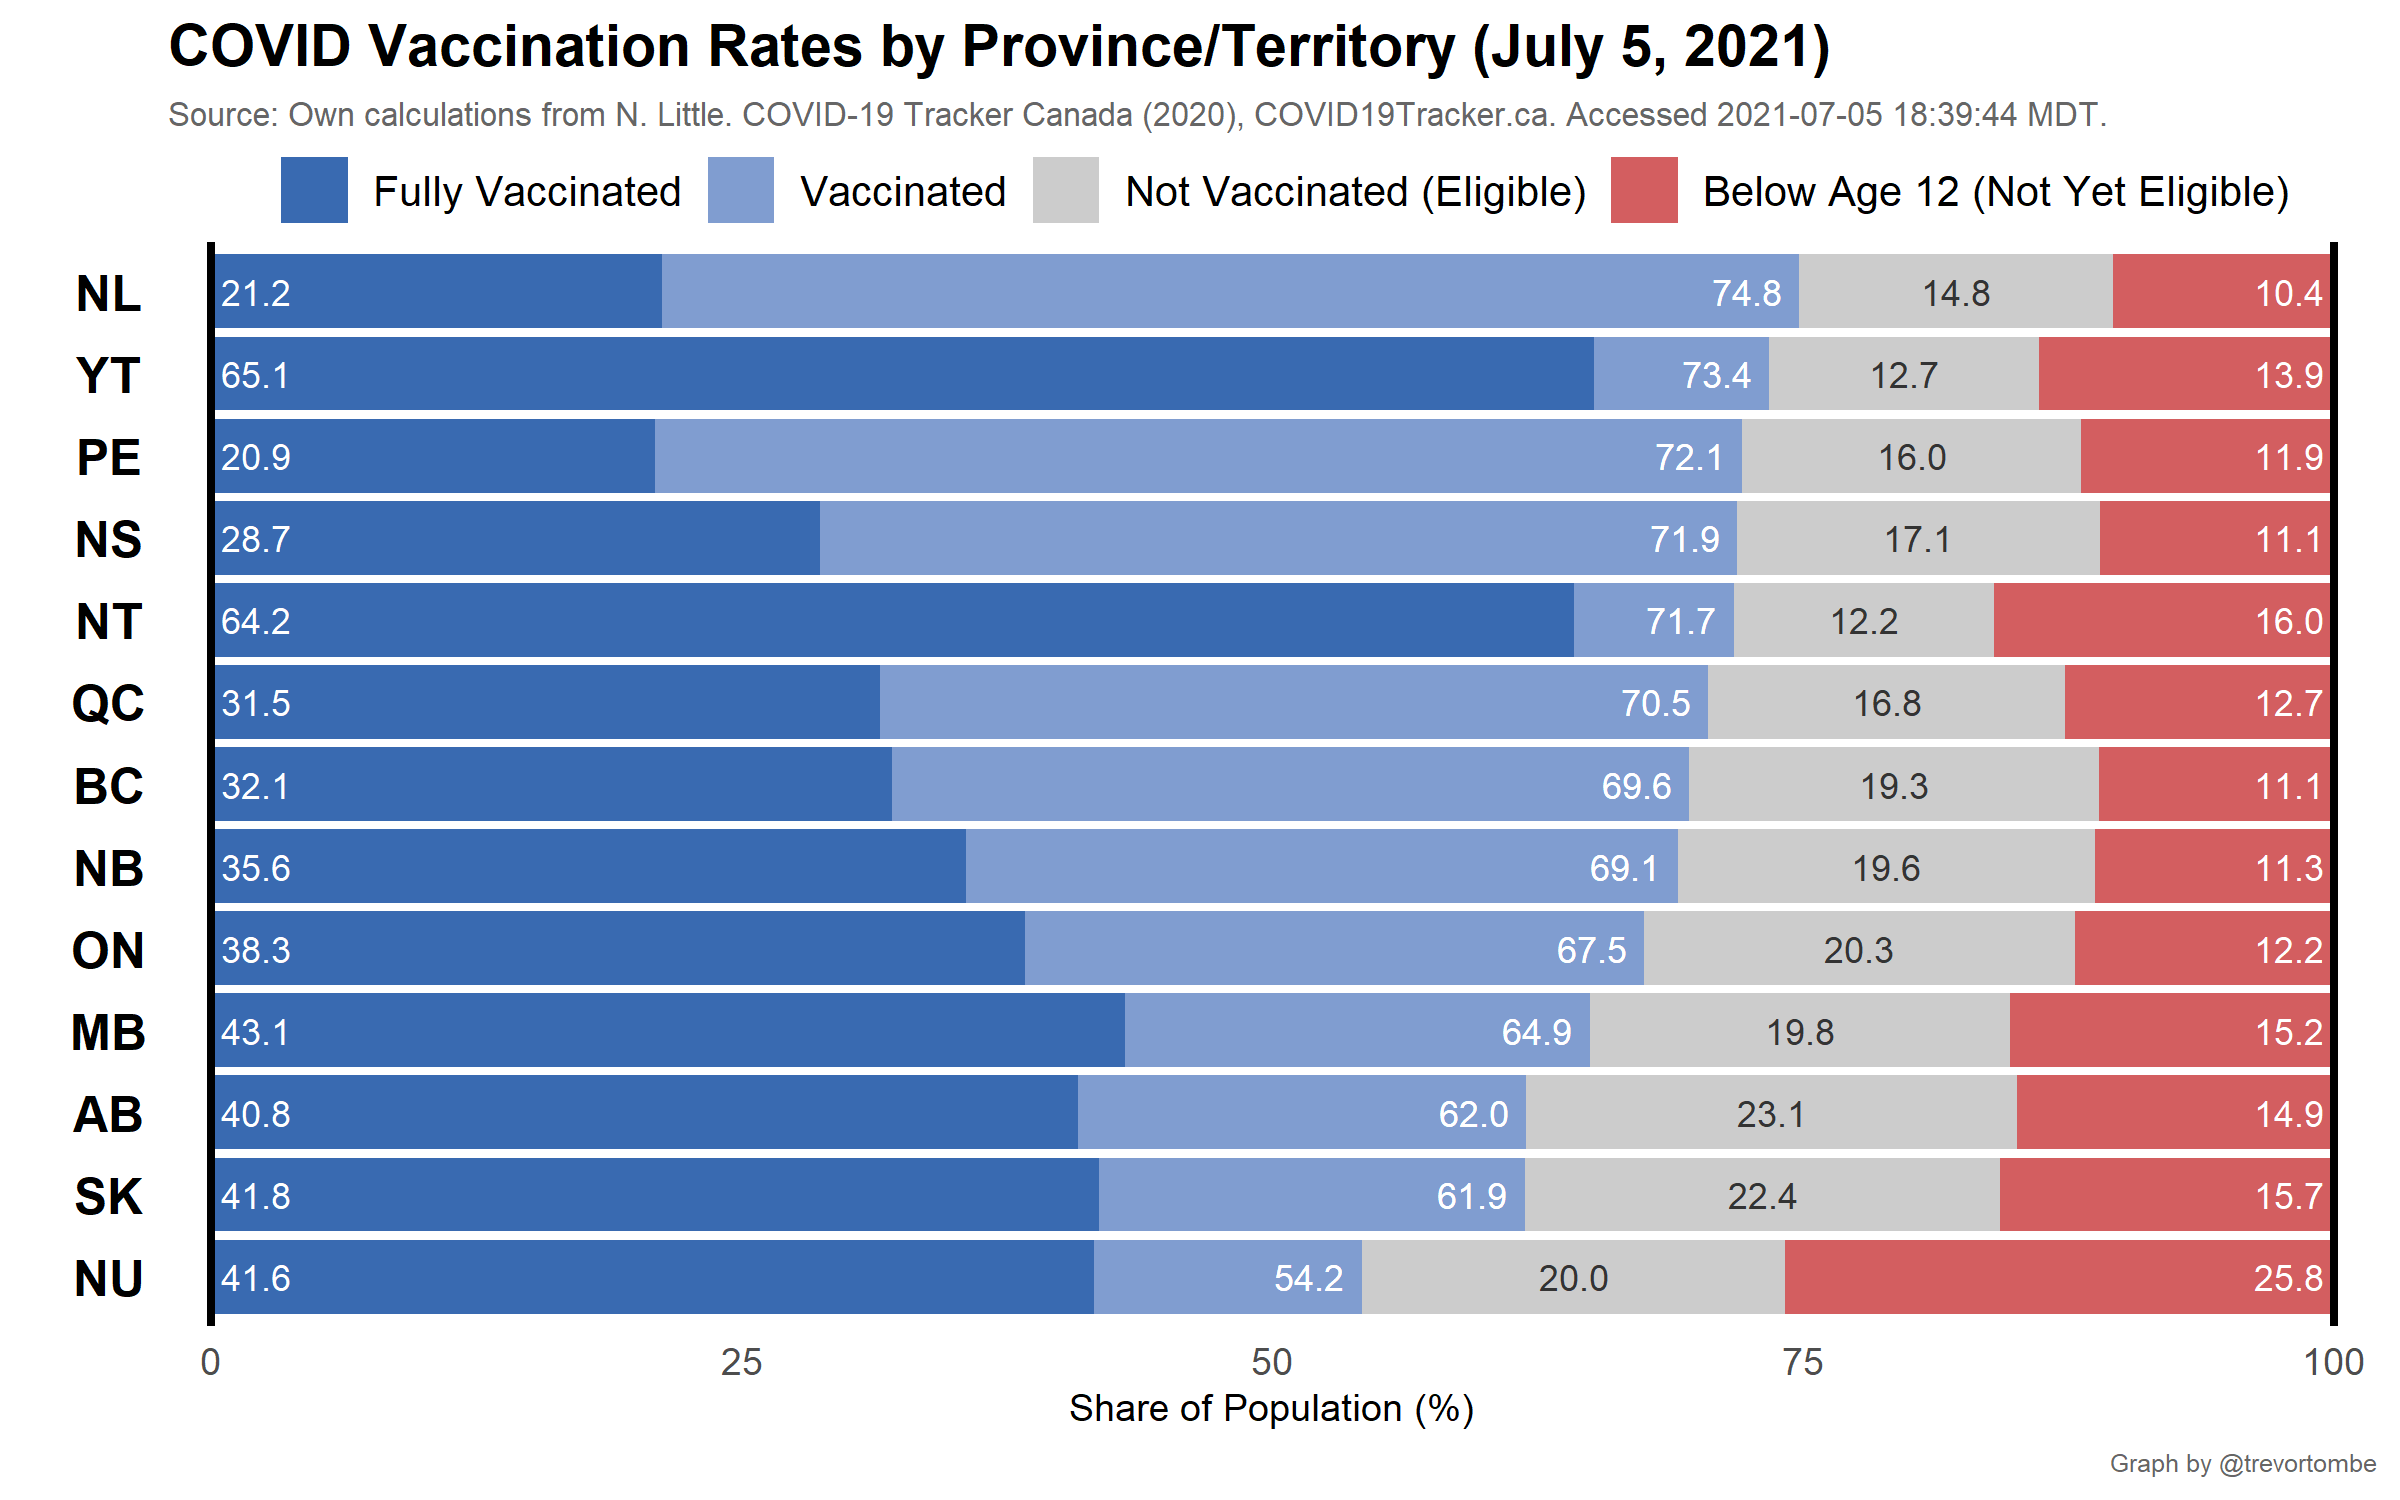 COVID Vaccination Rates by Province/Territory (July 5, 2021)
Source: Own calculations from N. Little. COVID-19 Tracker Canada (2020), COVID19Tracker.ca. Accessed 2021-07-05 18:39:44 MDT.
Fully Vaccinated Vaccinated Not Vaccinated (Eligible) Below Age 12 (Not Yet Eligible)
NL 21.2 74.8 14.8 10.4
YT 65.1 73.4 12.7 13.9
PE 20.9 72.1 16.0 11.9
NS 28.7 71.9 17.1 11.1
NT 64.2 71.7 12.2 16.0
QC 31.5 70.5 16.8 12.7
BC 32.1 69.6 19.3 11.1
NB 35.6 69.1 19.6 11.3
ON 38.3 67.5 20.3 12.2
MB 43.1 64.9 19.8 15.2
AB 40.8 62.0 23.1 14.9
SK 41.8 61.9 22.4 15.7
NU 41.6 54.2 20.0 25.8
0 25 50 75 100
Share of Population (%)
Graph by @trevortombe